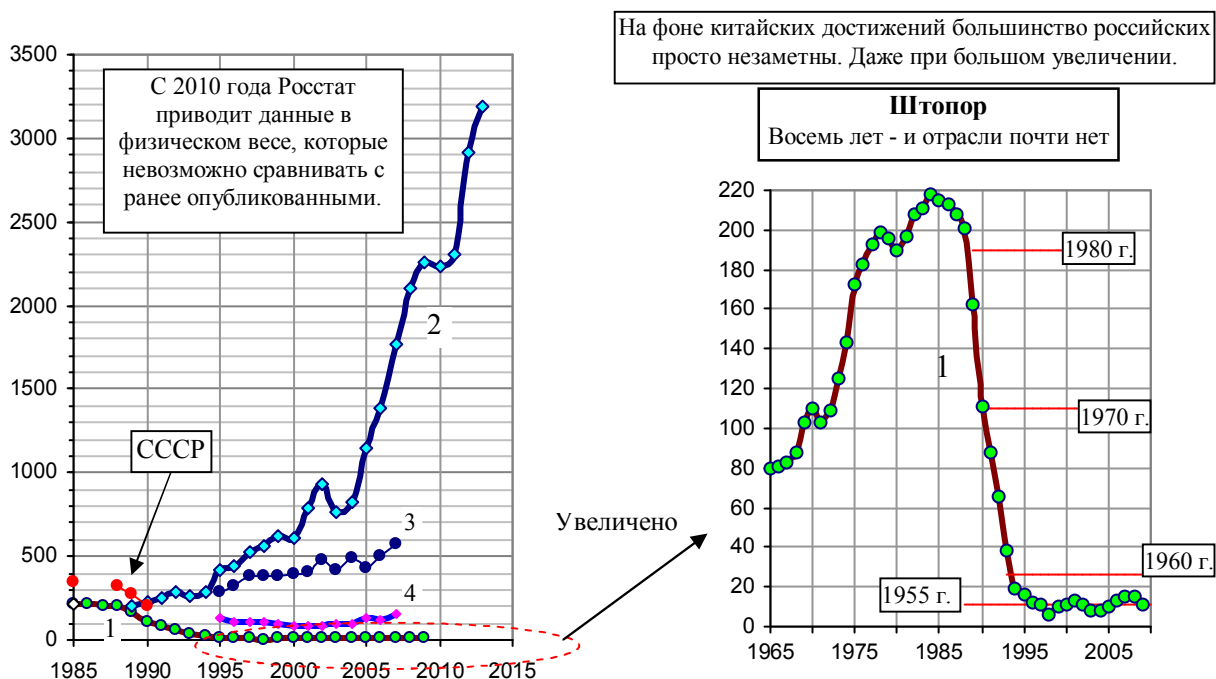 На фоне китайских достижений большинство российских
просто незаметны. Даже при большом увеличении.
3500
3000
2500
2000
1500
1000
500
0
С 2010 года Росстат
приводит данные в
физическом весе, которые
невозможно сравнивать с
ранее опубликованными.
СССР
1
2
3
4
1985
1990
1995
2000
2005
2010
2015
Увеличено
Штопор
Восемь лет - и отрасли почти нет
220
200
180
160
140
120
100
80
60
40
20
0
1
1980 г.
1970 г.
1960 г.
1955 г.
1965
1975
1985
1995
2005